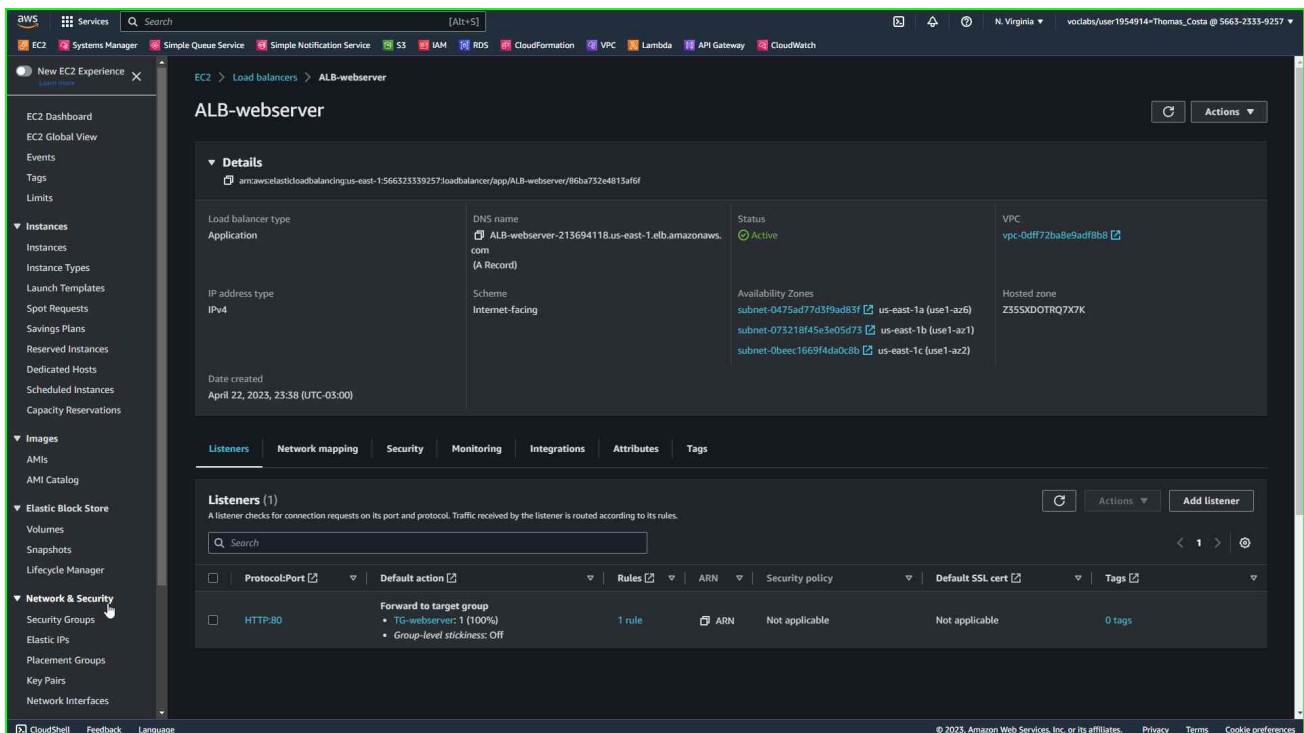 aws Services Search [Alt+S] N. Virginia voclabs/user1954914=Thomas_Costa @ 5663-2333-9257
EC2 Systems Manager Simple Queue Service Simple Notification Service S3 IAM RDS CloudFormation VPC Lambda API Gateway CloudWatch
New EC2 Experience
Learn more
EC2 Dashboard
EC2 Global View
Events
Tags
Limits
Instances
Instances
Instance Types
Launch Templates
Spot Requests
Savings Plans
Reserved Instances
Dedicated Hosts
Scheduled Instances
Capacity Reservations
Images
AMIs
AMI Catalog
Elastic Block Store
Volumes
Snapshots
Lifecycle Manager
Network & Security
Security Groups
Elastic IPs
Placement Groups
Key Pairs
Network Interfaces
EC2 > Load balancers > ALB-webserver
ALB-webserver
Actions
Details
arn:aws:elasticloadbalancing:us-east-1:566323339257:loadbalancer/app/ALB-webserver/86ba732e4813af6f
Load balancer type
Application
DNS name
ALB-webserver-213694118.us-east-1.elb.amazonaws.
com
(A Record)
Status
Active
VPC
vpc-0dff72ba8e9adf8b8
IP address type
IPv4
Scheme
Internet-facing
Availability Zones
subnet-0475ad77d3f9ad83f us-east-1a (use1-az6)
subnet-073218f45e3e05d73 us-east-1b (use1-az1)
subnet-0beec1669f4da0c8b us-east-1c (use1-az2)
Hosted zone
Z35SXDOTRQ7X7K
Date created
April 22, 2023, 23:38 (UTC-03:00)
Listeners Network mapping Security Monitoring Integrations Attributes Tags
Listeners (1)
A listener checks for connection requests on its port and protocol. Traffic received by the listener is routed according to its rules.
Actions Add listener
Search
1
Protocol:Port Default action Rules ARN Security policy Default SSL cert Tags
HTTP:80
Forward to target group
• TG-webserver: 1 (100%)
• Group-level stickiness: Off
1 rule
ARN
Not applicable
Not applicable
0 tags
CloudShell Feedback Language © 2023, Amazon Web Services, Inc. or its affiliates. Privacy Terms Cookie preferences